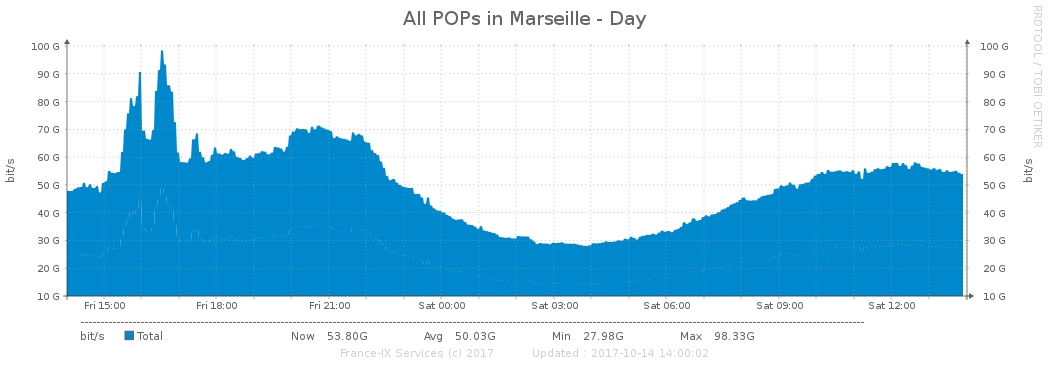 All POPs in Marseille - Day
RRDTOOL / TOBI OETIKER
bit/s
100 G 100 G
90 G 90 G
80 G 80 G
70 G 70 G
60 G 60 G
50 G 50 G
40 G 40 G
30 G 30 G
20 G 20 G
10 G 10 G
bit/s
Fri 15:00 Fri 18:00 Fri 21:00 Sat 00:00 Sat 03:00 Sat 06:00 Sat 09:00 Sat 12:00
bit/s Total Now 53.80G Avg 50.03G Min 27.98G Max 98.33G
France-IX Services (c) 2017 Updated : 2017-10-14 14:00:02